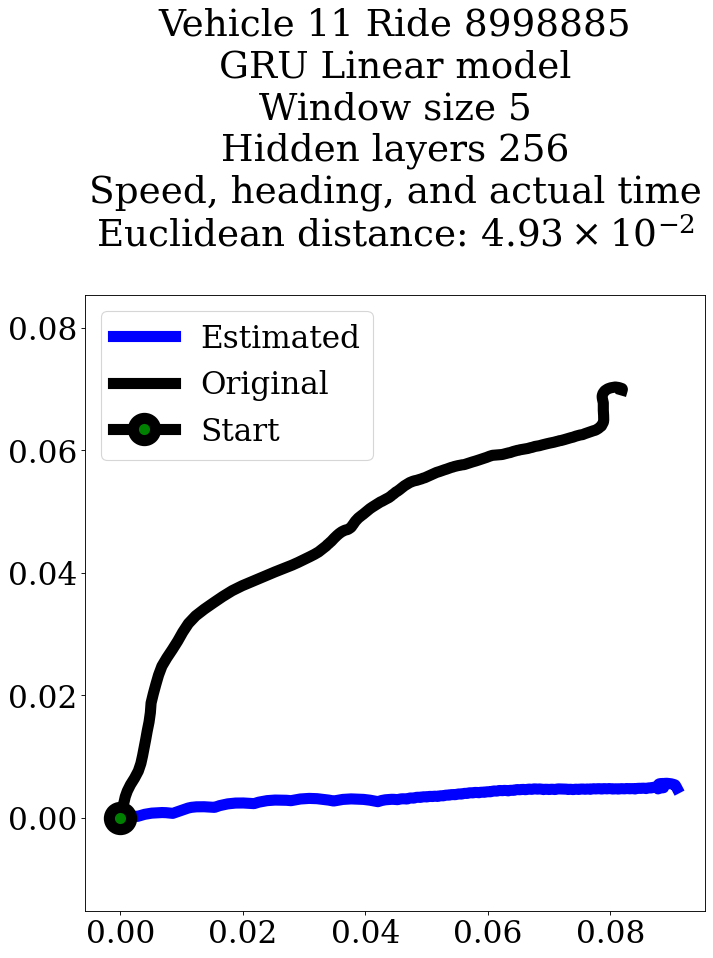 Vehicle 11 Ride 8998885
GRU Linear model
Window size 5
Hidden layers 256
Speed, heading, and actual time
Euclidean distance: 4.93 × 10⁻²
Estimated
Original
Start
0.08
0.06
0.04
0.02
0.00
0.00 0.02 0.04 0.06 0.08